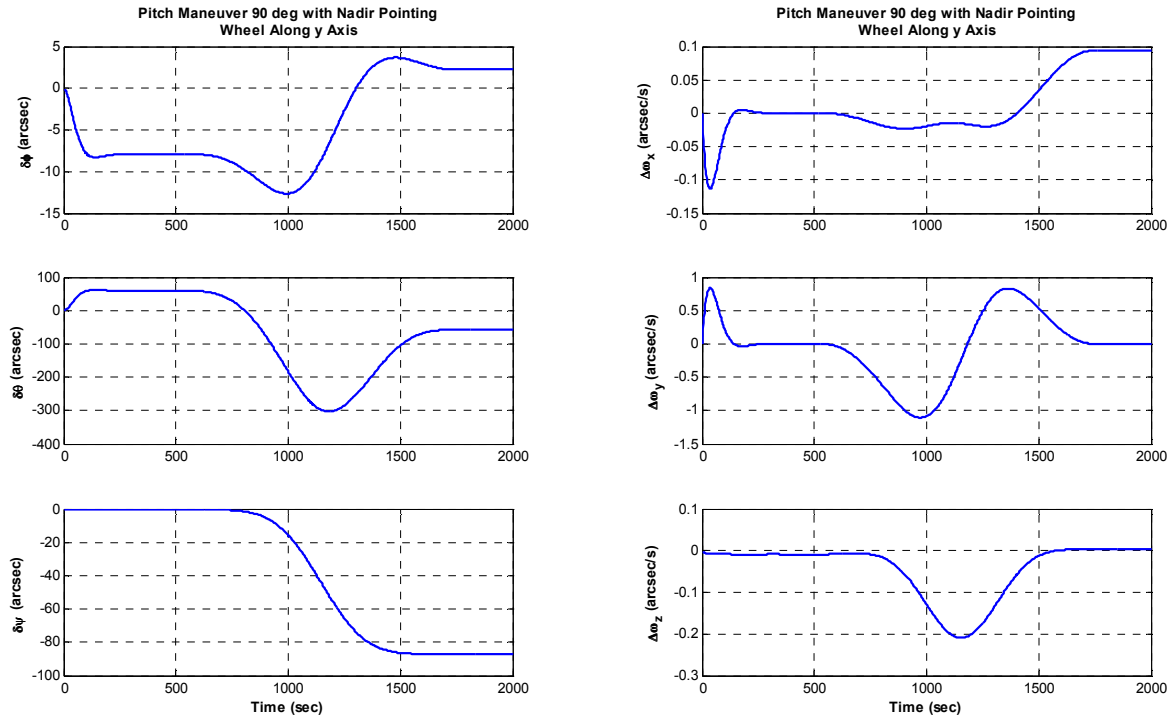 Pitch Maneuver 90 deg with Nadir Pointing
Wheel Along y Axis
5
0
-5
-10
-15
δϕ (arcsec)
0 500 1000 1500 2000
100
0
-100
-200
-300
-400
δθ (arcsec)
0 500 1000 1500 2000
0
-20
-40
-60
-80
-100
δψ (arcsec)
0 500 1000 1500 2000
Time (sec)
Pitch Maneuver 90 deg with Nadir Pointing
Wheel Along y Axis
0.1
0.05
0
-0.05
-0.1
-0.15
Δω_x (arcsec/s)
0 500 1000 1500 2000
1
0.5
0
-0.5
-1
-1.5
Δω_y (arcsec/s)
0 500 1000 1500 2000
0.1
0
-0.1
-0.2
-0.3
Δω_z (arcsec/s)
0 500 1000 1500 2000
Time (sec)